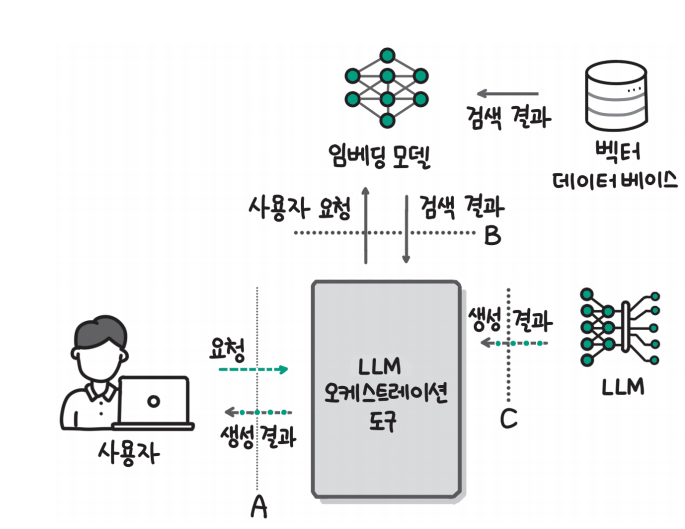 검색 결과
임베딩 모델
벡터
데이터 베이스
사용자 요청
검색 결과
B
요청
생성 결과
LLM
오케스트레이션
도구
생성 결과
LLM
사용자
C
A